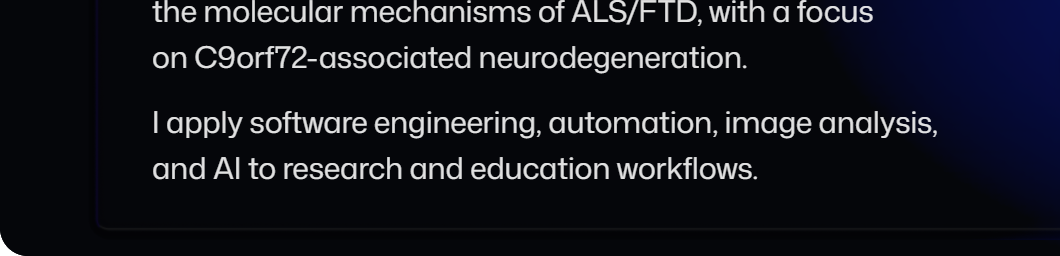 the molecular mechanisms of ALS/FTD, with a focus
on C9orf72-associated neurodegeneration.
I apply software engineering, automation, image analysis,
and AI to research and education workflows.